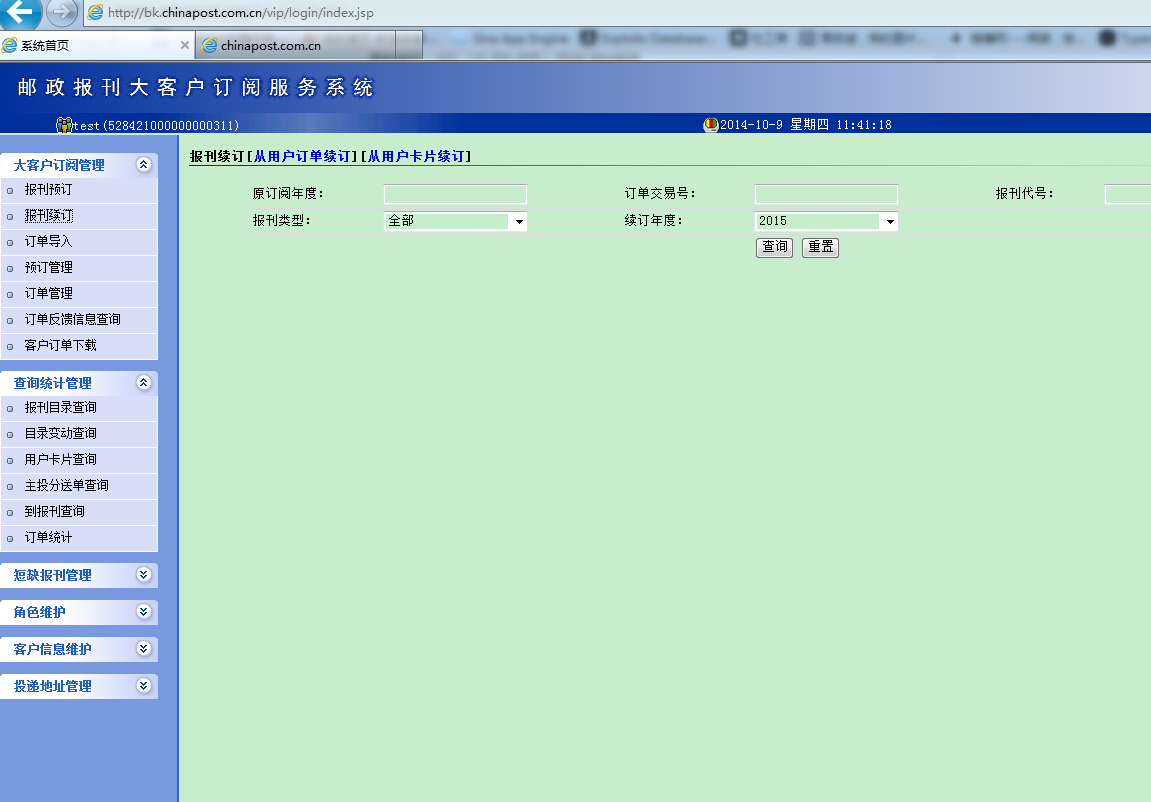 http://bk.chinapost.com.cn/vip/login/index.jsp
系统首页 chinapost.com.cn
邮政报刊大客户订阅服务系统
test(528421000000000311) 2014-10-9 星期四 11:41:18
大客户订阅管理
报刊预订
报刊续订
订单导入
预订管理
订单管理
订单反馈信息查询
客户订单下载
查询统计管理
报刊目录查询
目录变动查询
用户卡片查询
主投分送单查询
到报刊查询
订单统计
短缺报刊管理
角色维护
客户信息维护
投递地址管理
报刊续订[从用户订单续订][从用户卡片续订]
原订阅年度： 订单交易号： 报刊代号：
报刊类型： 全部 续订年度： 2015
查询 重置